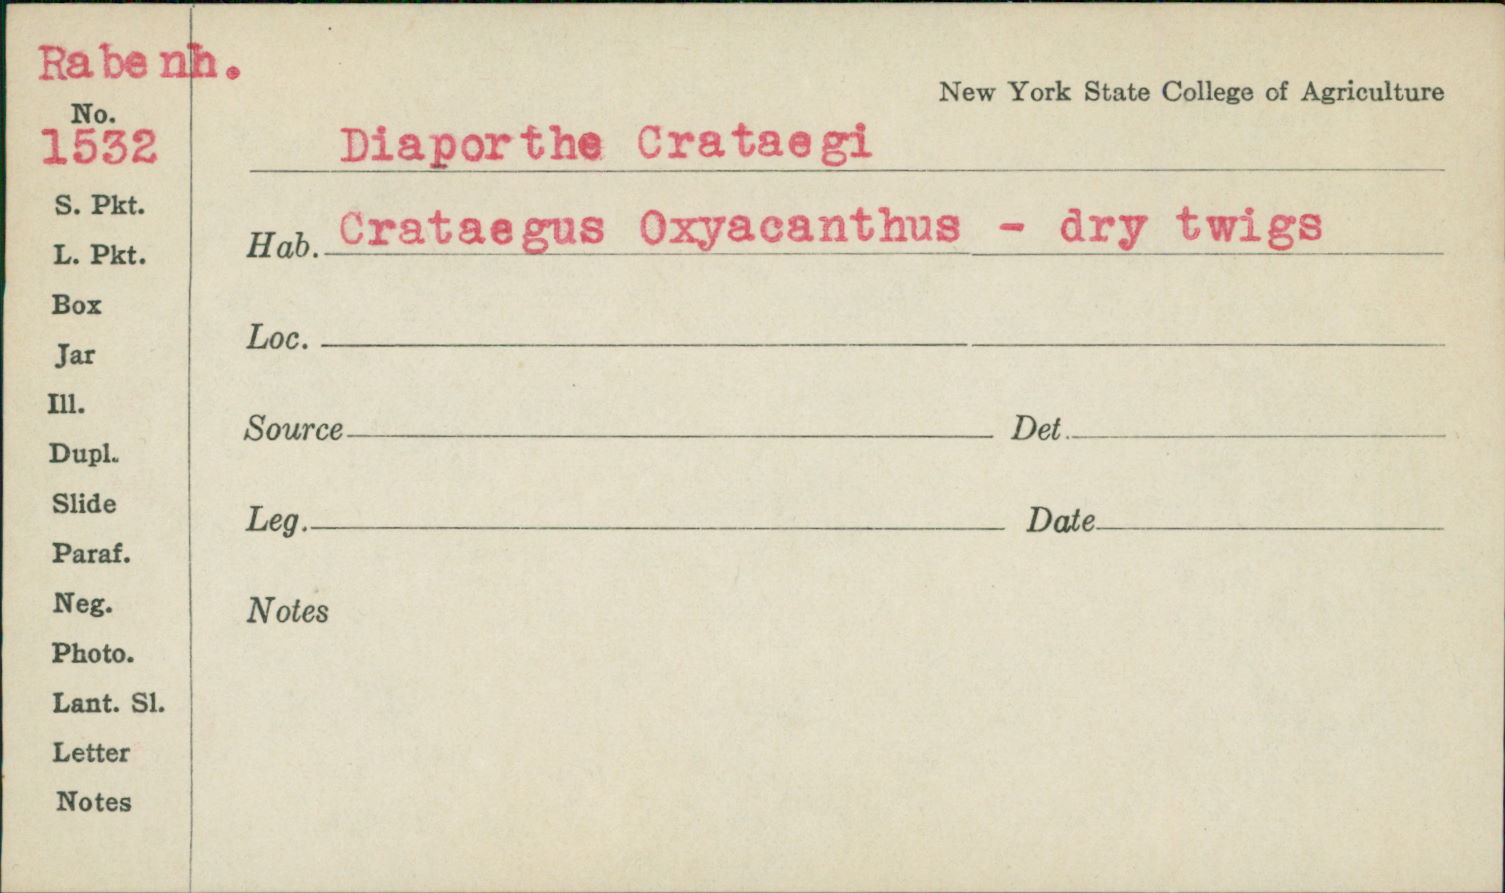 Rabenh.
New York State College of Agriculture
No.
1532
Diaporthe Crataegi
S. Pkt.
Hab. Crataegus Oxyacanthus - dry twigs
L. Pkt.
Box
Loc.
Jar
Ill.
Source Det.
Dupl.
Slide
Leg. Date
Paraf.
Neg.
Notes
Photo.
Lant. Sl.
Letter
Notes